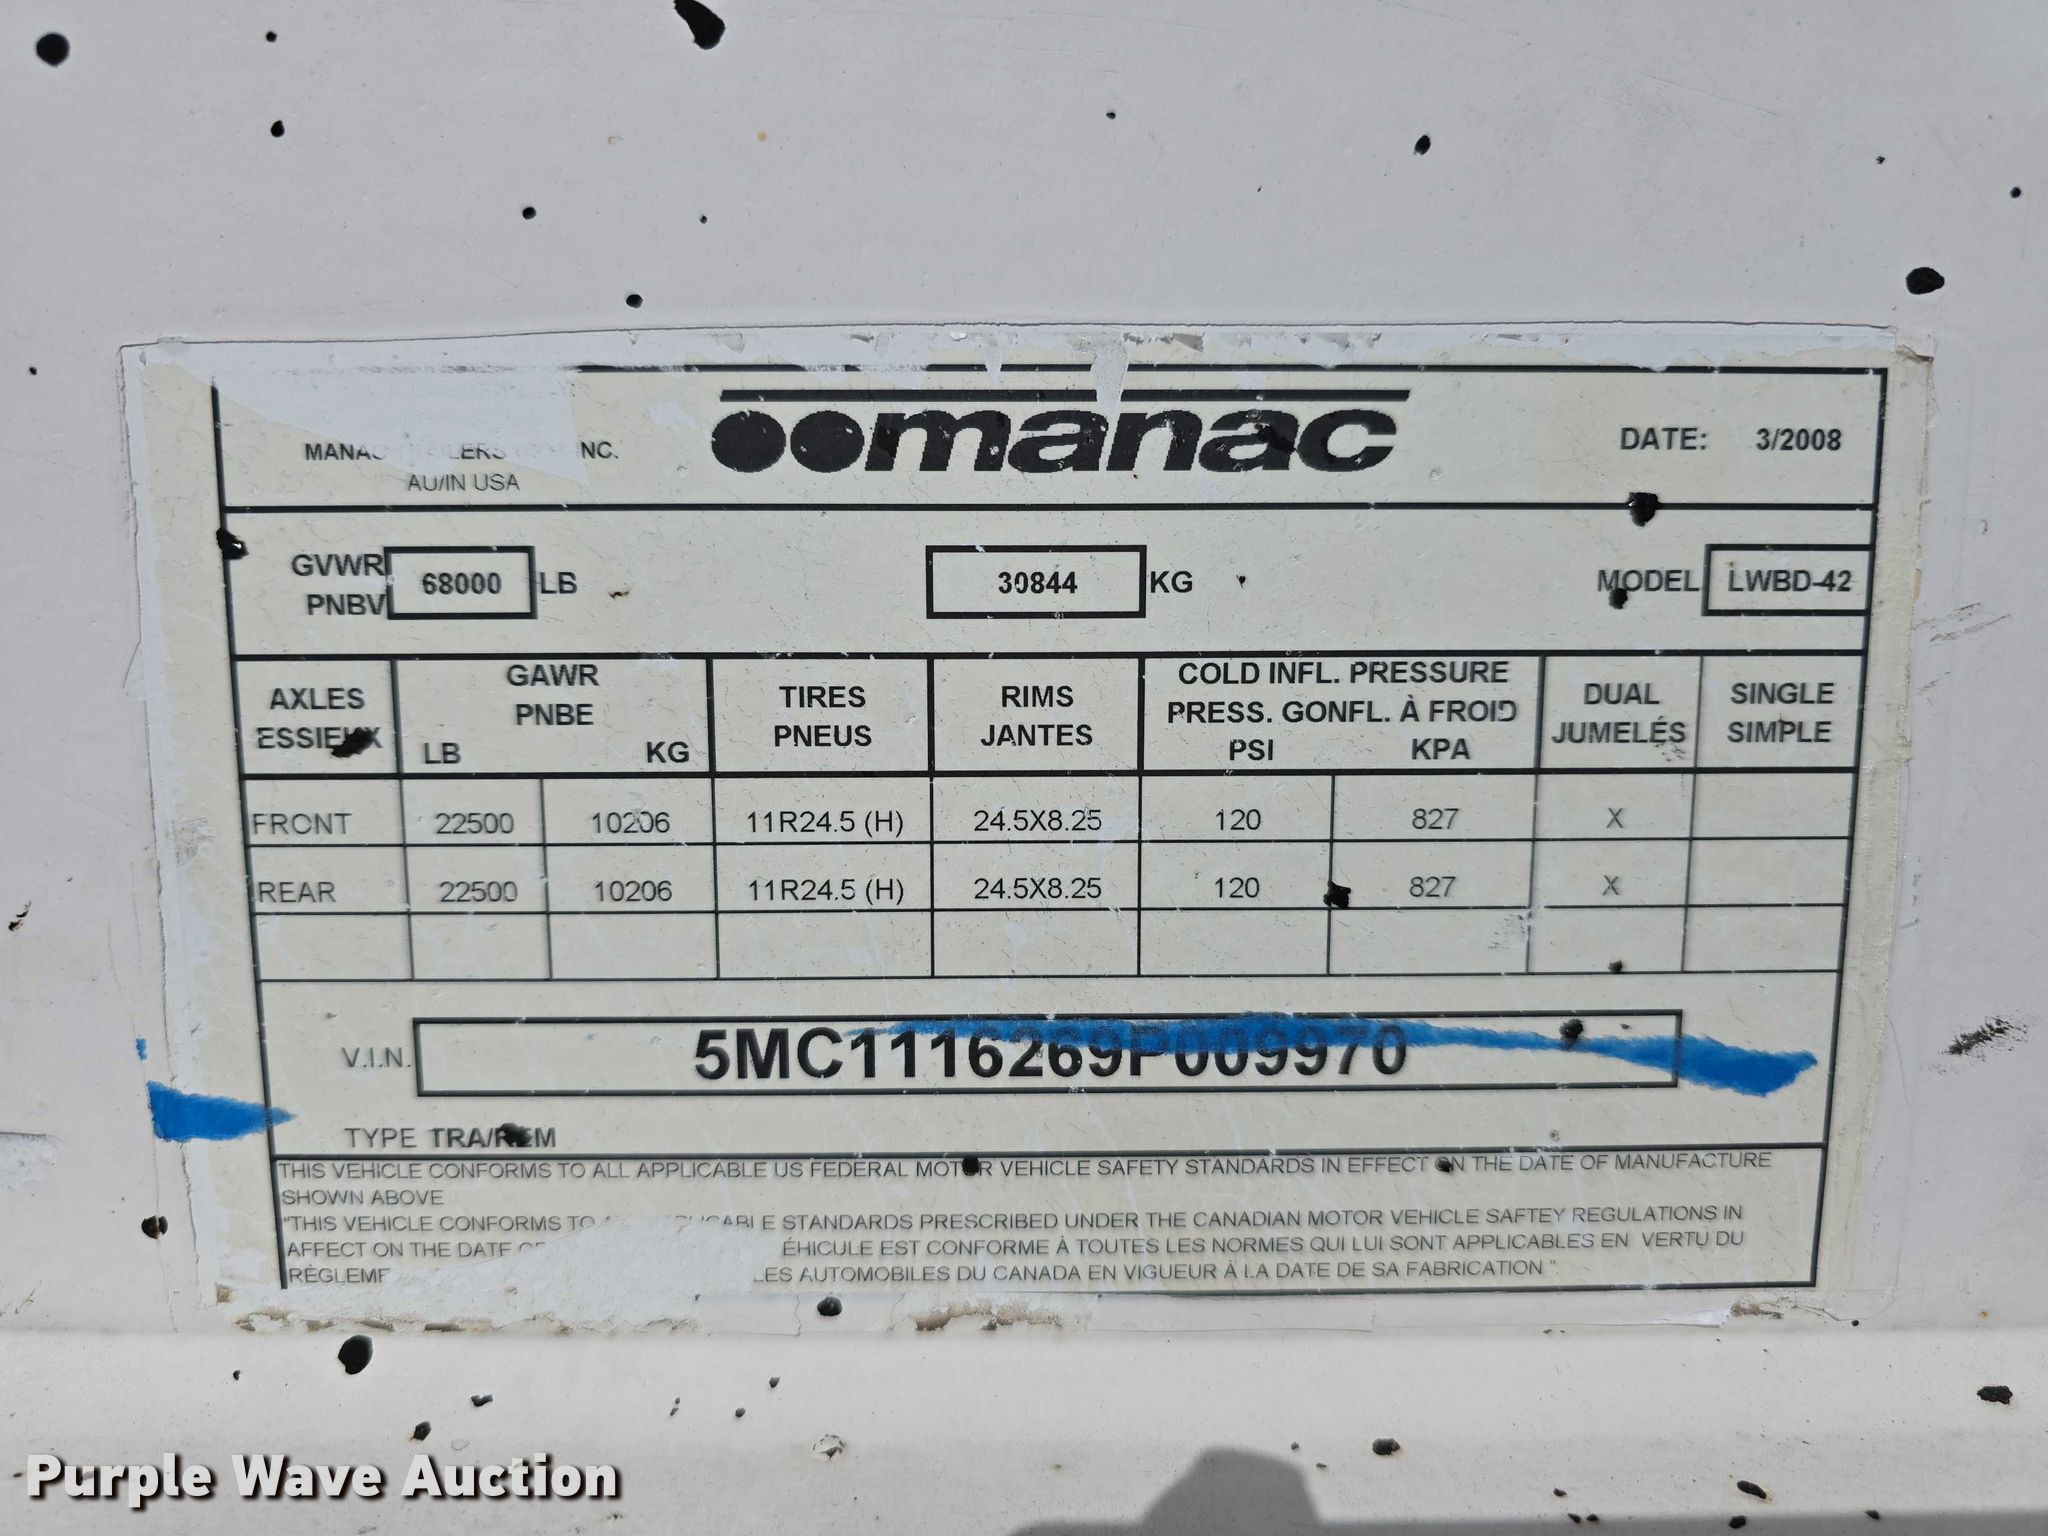 manac
DATE: 3/2008
INC.
AU/IN USA
GVWR
PNBV
68000 LB
30844 KG
MODEL LWBD-42
AXLES
ESSIEUX
GAWR
PNBE
LB KG
TIRES
PNEUS
RIMS
JANTES
COLD INFL. PRESSURE
PRESS. GONFL. À FROID
PSI KPA
DUAL
JUMELÉS
SINGLE
SIMPLE
FRONT 22500 10206 11R24.5 (H) 24.5X8.25 120 827 X
REAR 22500 10206 11R24.5 (H) 24.5X8.25 120 827 X
V.I.N. 5MC1116269P009970
TYPE TRA/REM
THIS VEHICLE CONFORMS TO ALL APPLICABLE US FEDERAL MOTOR VEHICLE SAFETY STANDARDS IN EFFECT ON THE DATE OF MANUFACTURE
SHOWN ABOVE
"THIS VEHICLE CONFORMS TO STANDARDS PRESCRIBED UNDER THE CANADIAN MOTOR VEHICLE SAFTEY REGULATIONS IN
AFFECT ON THE DATE EST CONFORME À TOUTES LES NORMES QUI LUI SONT APPLICABLES EN VERTU DU
AUTOMOBILES DU CANADA EN VIGUEUR À LA DATE DE SA FABRICATION "
Purple Wave Auction